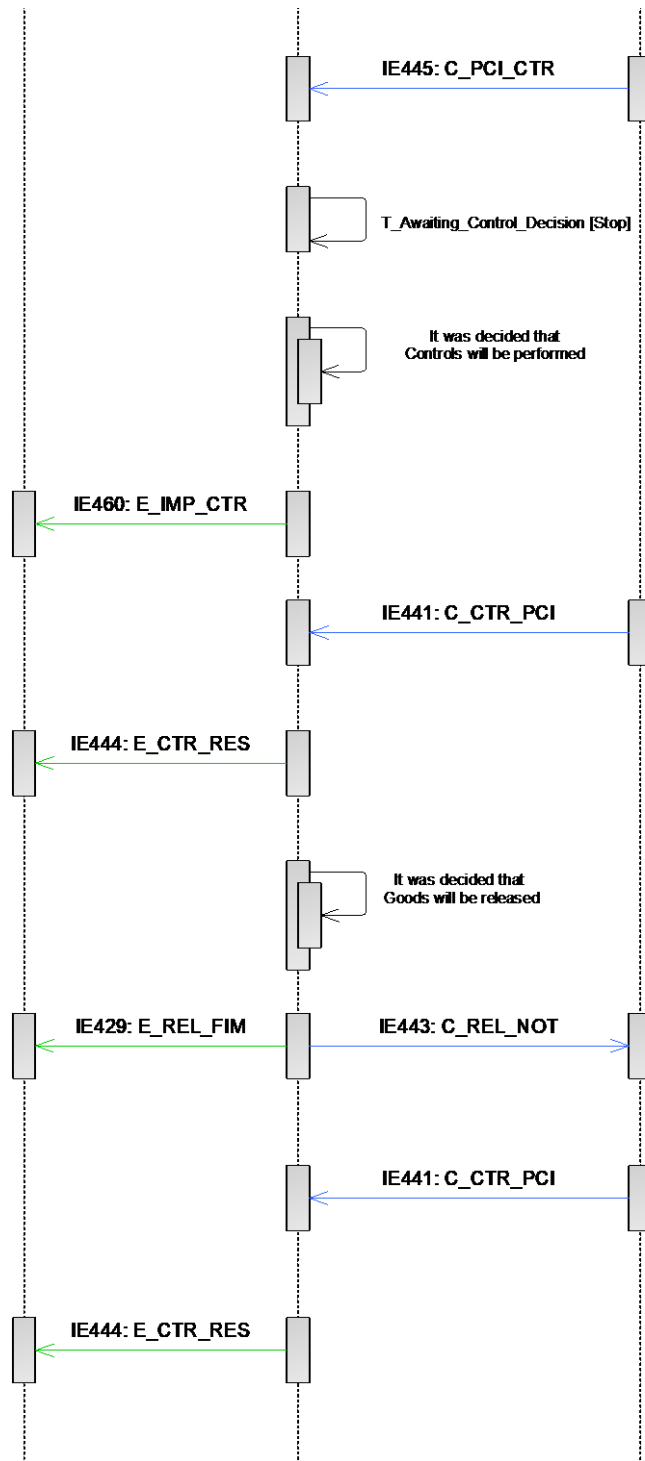 IE445: C_PCI_CTR
T_Awaiting_Control_Decision [Stop]
It was decided that
Controls will be performed
IE460: E_IMP_CTR
IE441: C_CTR_PCI
IE444: E_CTR_RES
It was decided that
Goods will be released
IE429: E_REL_FIM
IE443: C_REL_NOT
IE441: C_CTR_PCI
IE444: E_CTR_RES